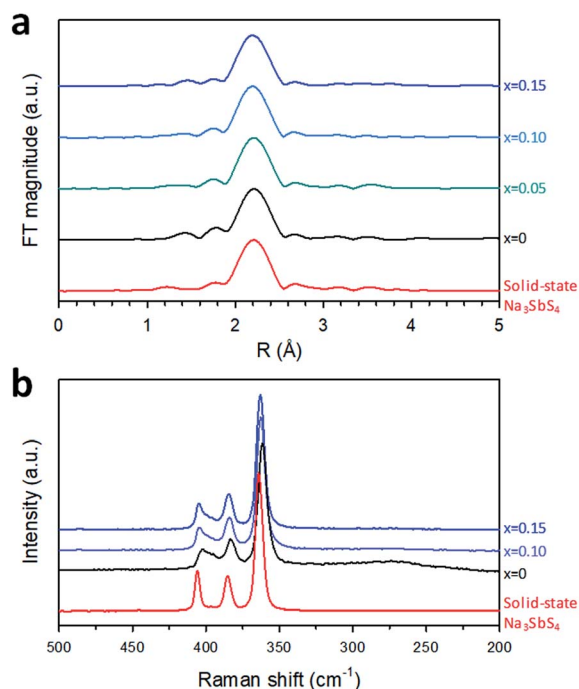 a
FT magnitude (a.u.)
x=0.15
x=0.10
x=0.05
x=0
Solid-state
Na₃SbS₄
0 1 2 3 4 5
R (Å)
b
Intensity (a.u.)
x=0.15
x=0.10
x=0
Solid-state
Na₃SbS₄
500 450 400 350 300 250 200
Raman shift (cm⁻¹)